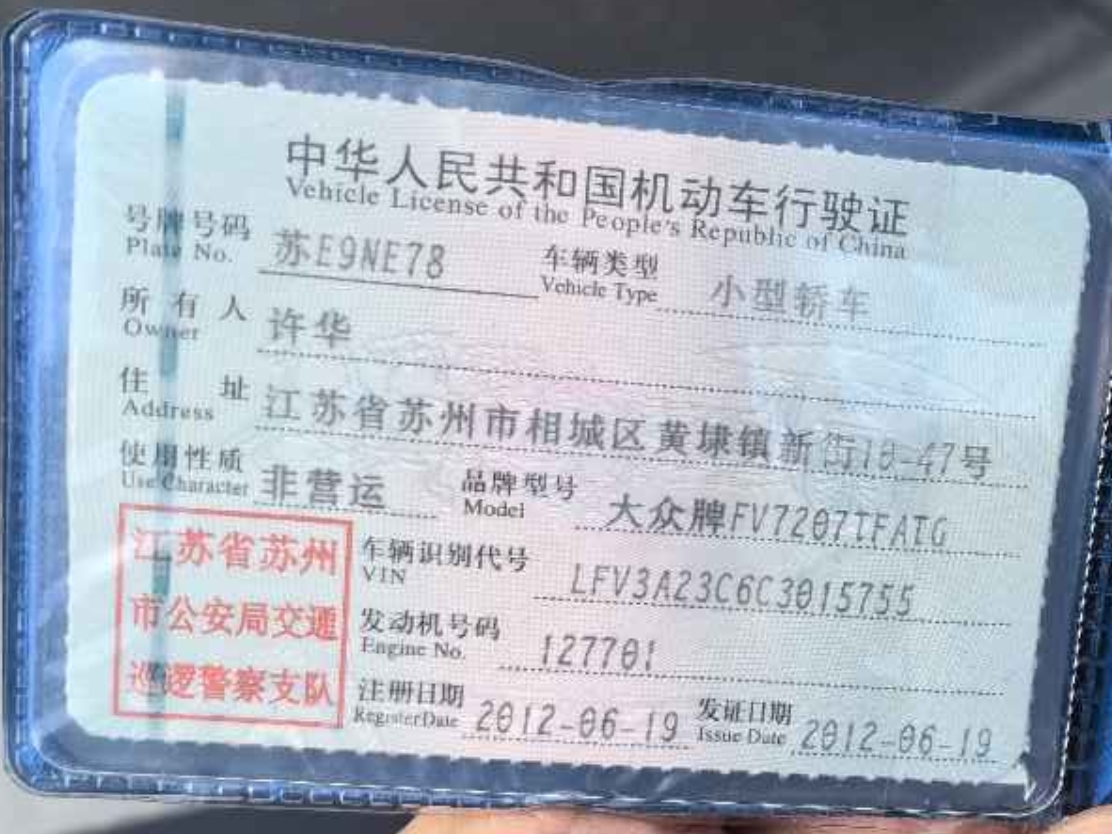 中华人民共和国机动车行驶证
Vehicle License of the People's Republic of China
号牌号码 苏E9NE78 车辆类型 小型轿车
Plate No. Vehicle Type
所有人 许华
Owner
住址 江苏省苏州市相城区黄埭镇新街18-47号
Address
使用性质 非营运 品牌型号 大众牌FV7207TFATG
Use Character Model
江苏省苏州
市公安局交通
巡逻警察支队
车辆识别代号 LFV3A23C6C3015755
VIN
发动机号码 127701
Engine No.
注册日期 2012-06-19 发证日期 2012-06-19
Register Date Issue Date